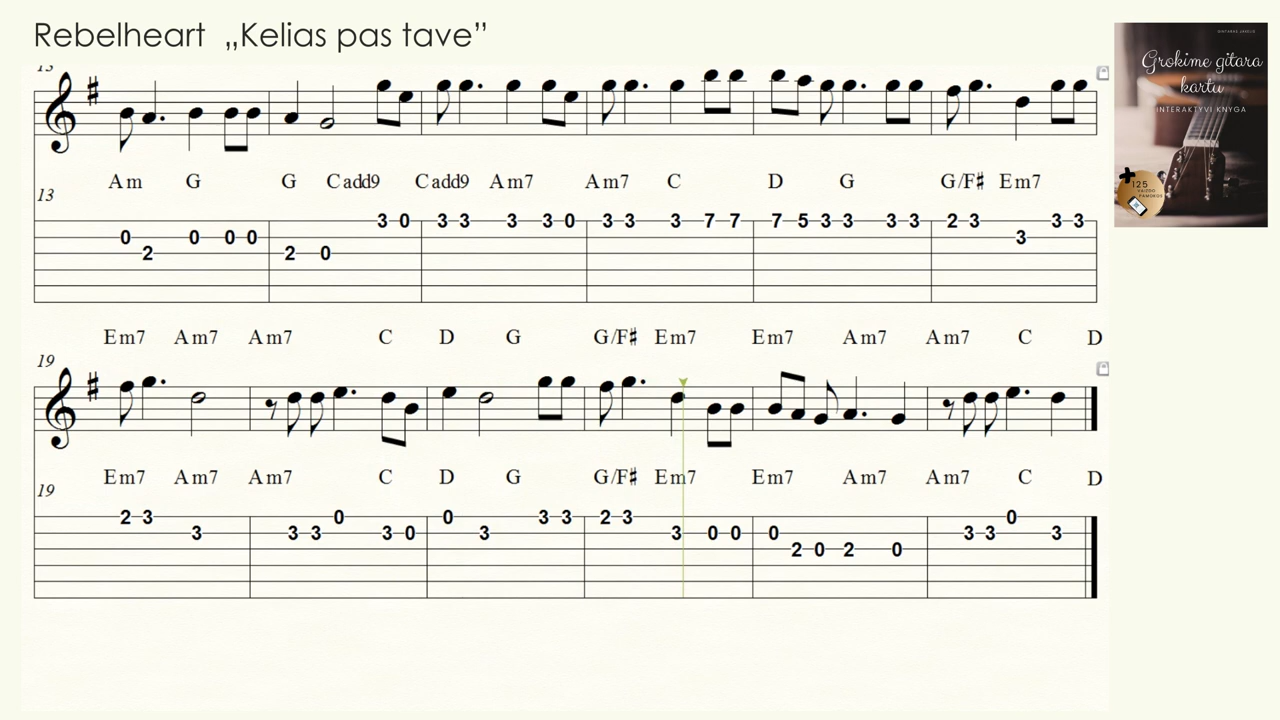 Rebelheart „Kelias pas tave”
GINTARAS JANELIS
Grokime gitara
kartu
INTERAKTYVI KNYGA
125
VAIZDO
PAMOKOS
13
Am G G Cadd9 Cadd9 Am7 Am7 C D G G/F♯ Em7
13
3 0 3 3 3 3 0 3 3 3 7 7 7 5 3 3 3 3 2 3 3 3
0 0 0 0 3
2 2 0
Em7 Am7 Am7 C D G G/F♯ Em7 Em7 Am7 Am7 C D
19
Em7 Am7 Am7 C D G G/F♯ Em7 Em7 Am7 Am7 C D
19
2 3 0 0 3 3 2 3 0
3 3 3 3 0 3 3 0 0 0 3 3 3
2 0 2 0